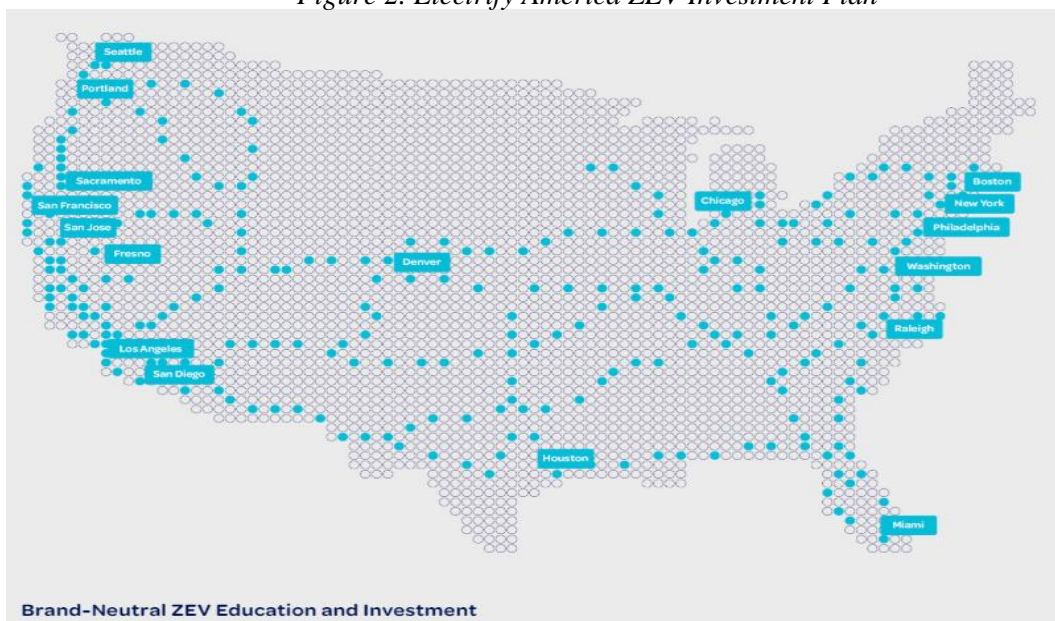 Figure 2: Electrify America ZEV Investment Plan
Seattle
Portland
Sacramento
San Francisco
San Jose
Fresno
Los Angeles
San Diego
Denver
Houston
Chicago
Boston
New York
Philadelphia
Washington
Raleigh
Miami
Brand-Neutral ZEV Education and Investment